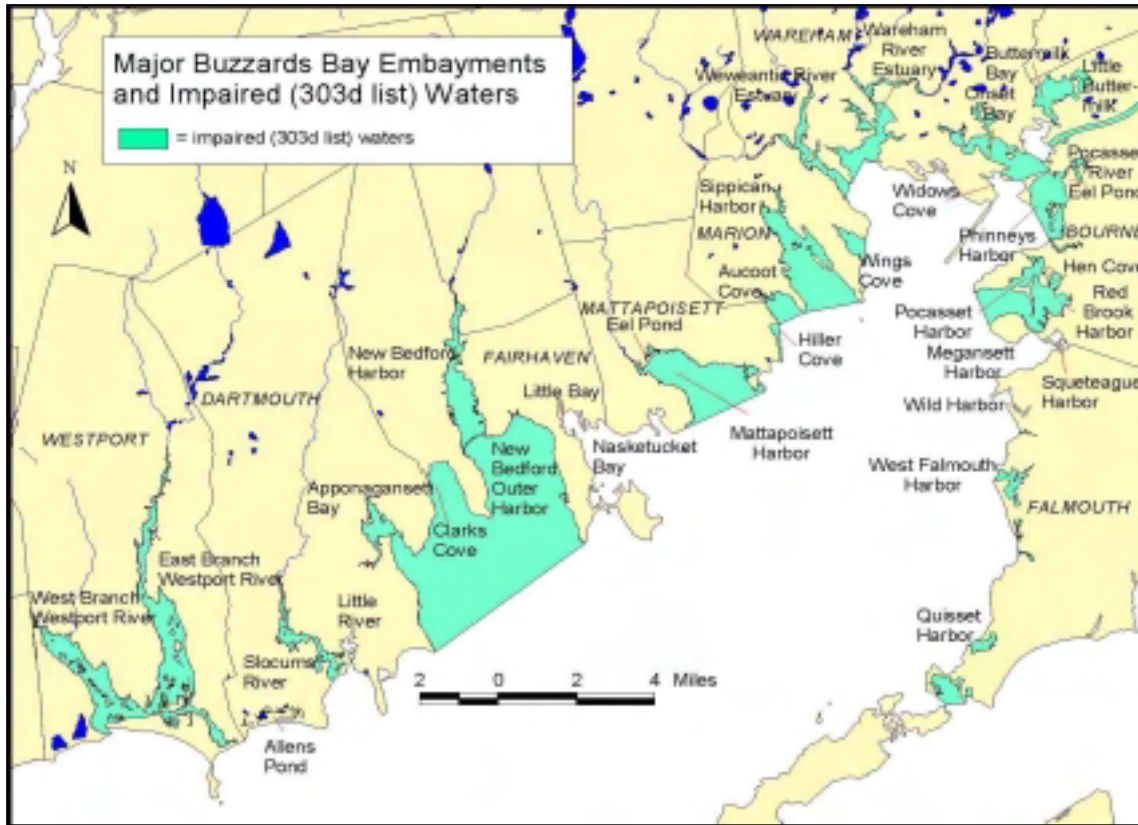 Major Buzzards Bay Embayments
and Impaired (303d list) Waters
= impaired (303d list) waters
N
WAREHAM
Wareham
River
Estuary
Weweantic River
Estuary
Buttermilk
Bay
Onset
Bay
Little
Butter-
milk
Pocasset
River
Eel Pond
Widows
Cove
Phinneys
Harbor
BOURNE
Sippican
Harbor
MARION
Aucoot
Cove
Wings
Cove
Hen Cove
Pocasset
Harbor
Red
Brook
Harbor
MATTAPOISETT
Eel Pond
Hiller
Cove
Megansett
Harbor
Squeteague
Harbor
New Bedford
Harbor
FAIRHAVEN
Little Bay
Wild Harbor
DARTMOUTH
WESTPORT
Nasketucket
Bay
Mattapoisett
Harbor
New
Bedford
Outer
Harbor
West Falmouth
Harbor
Apponagansett
Bay
Clarks
Cove
FALMOUTH
East Branch
Westport River
West Branch
Westport River
Little
River
Quisset
Harbor
Slocums
River
2 0 2 4 Miles
Allens
Pond